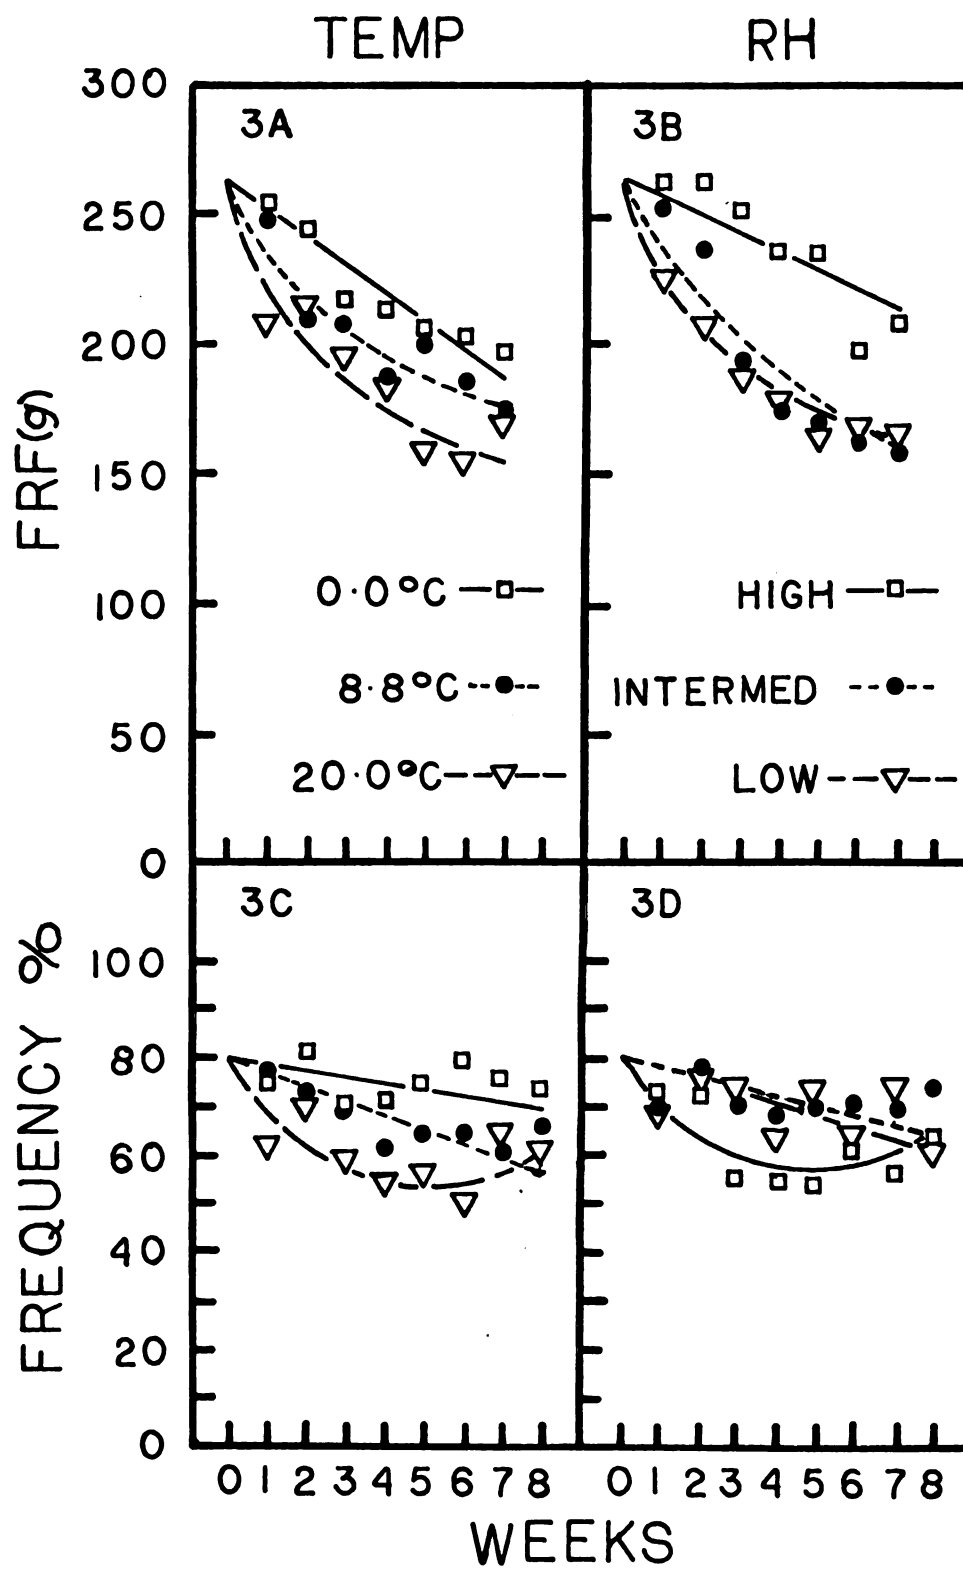 TEMP RH
300
3A 3B
250
200
150
FRF(g)
0.0°C HIGH
100
8.8°C INTERMED
50
20.0°C LOW
0
3C 3D
100
80
60
FREQUENCY %
40
20
0
0 1 2 3 4 5 6 7 8 0 1 2 3 4 5 6 7 8
WEEKS